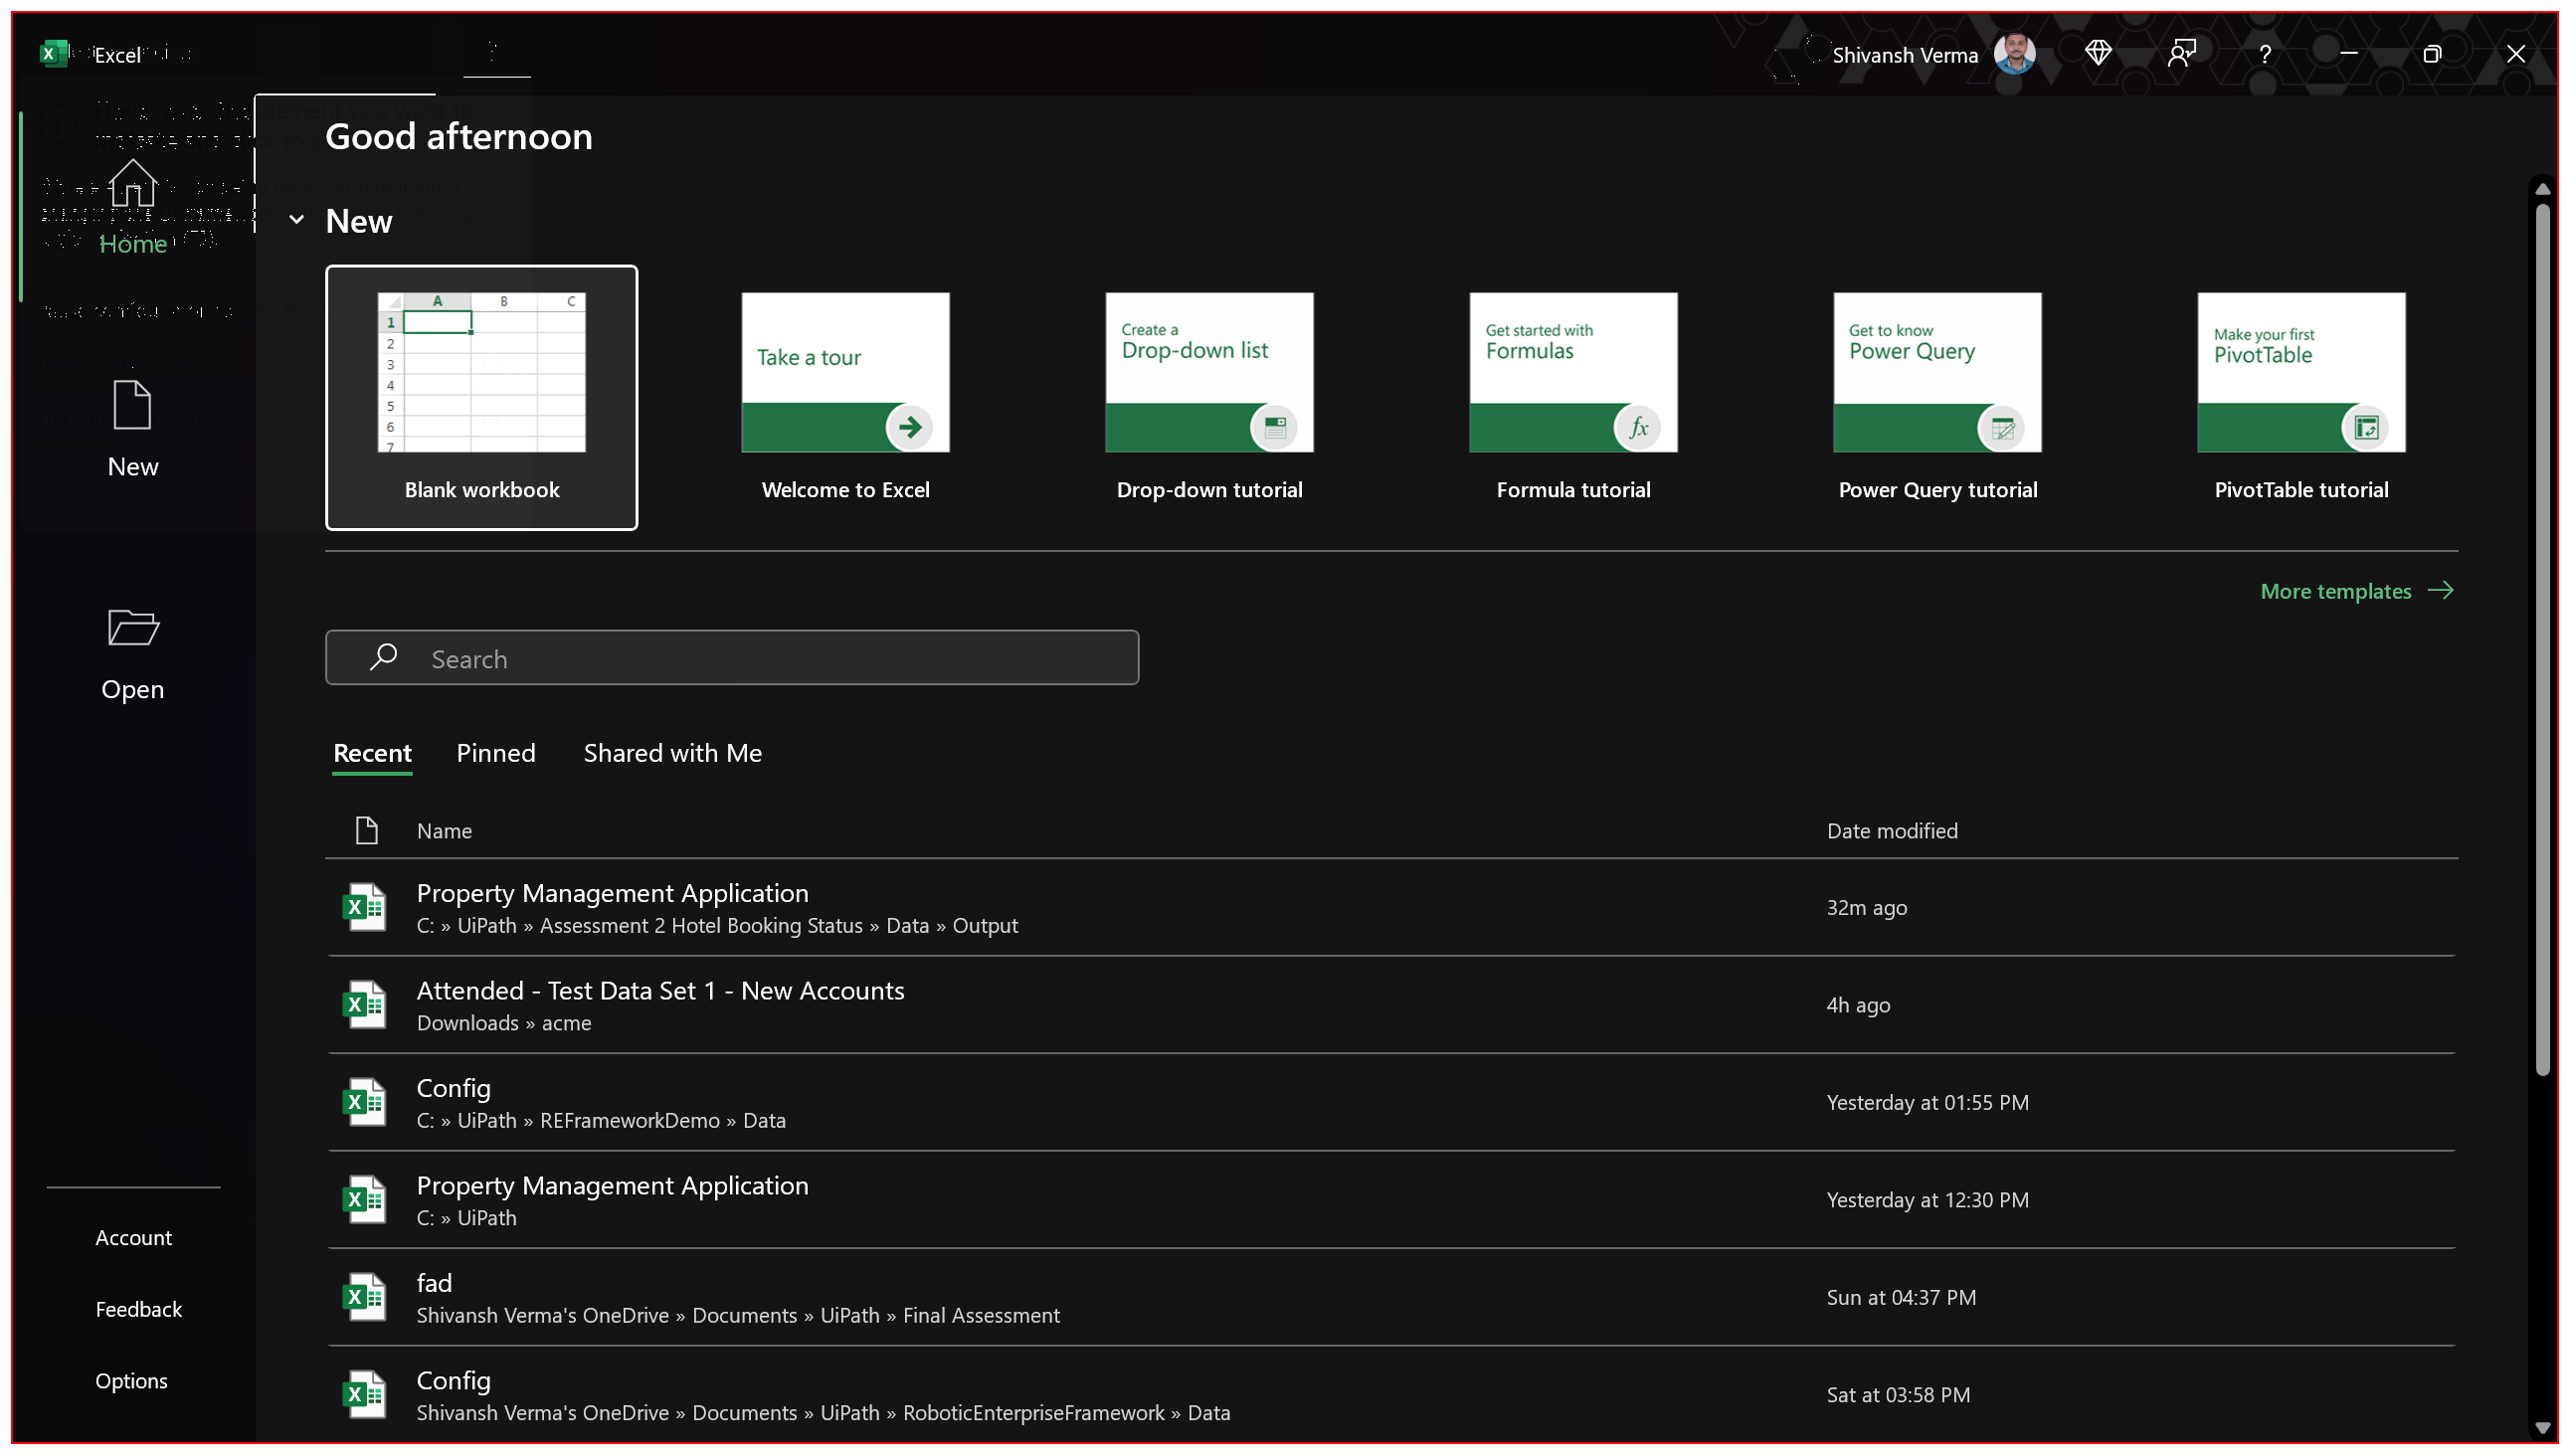 Excel
Shivansh Verma
?
Good afternoon
Home
New
New
A B C
1
2
3
4
5
6
7
Blank workbook
Take a tour
Welcome to Excel
Create a
Drop-down list
Drop-down tutorial
Get started with
Formulas
fx
Formula tutorial
Get to know
Power Query
Power Query tutorial
Make your first
PivotTable
PivotTable tutorial
More templates
Open
Search
Recent Pinned Shared with Me
Name Date modified
Property Management Application
C: » UiPath » Assessment 2 Hotel Booking Status » Data » Output
32m ago
Attended - Test Data Set 1 - New Accounts
Downloads » acme
4h ago
Config
C: » UiPath » REFrameworkDemo » Data
Yesterday at 01:55 PM
Property Management Application
C: » UiPath
Yesterday at 12:30 PM
fad
Shivansh Verma's OneDrive » Documents » UiPath » Final Assessment
Sun at 04:37 PM
Config
Shivansh Verma's OneDrive » Documents » UiPath » RoboticEnterpriseFramework » Data
Sat at 03:58 PM
Account
Feedback
Options